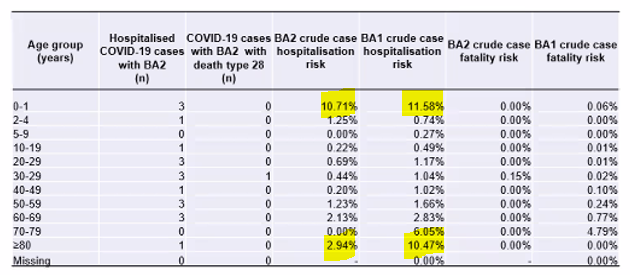 Age group (years) Hospitalised COVID-19 cases with BA2 (n) COVID-19 cases with BA2 with death type 28 (n) BA2 crude case hospitalisation risk BA1 crude case hospitalisation risk BA2 crude case fatality risk BA1 crude case fatality risk
0-1 3 0 10.71% 11.58% 0.00% 0.06%
2-4 1 0 1.25% 0.74% 0.00% 0.00%
5-9 0 0 0.00% 0.27% 0.00% 0.00%
10-19 1 0 0.22% 0.49% 0.00% 0.01%
20-29 3 0 0.69% 1.17% 0.00% 0.01%
30-29 3 1 0.44% 1.04% 0.15% 0.02%
40-49 1 0 0.20% 1.02% 0.00% 0.10%
50-59 3 0 1.23% 1.66% 0.00% 0.24%
60-69 3 0 2.13% 2.83% 0.00% 0.77%
70-79 0 0 0.00% 6.05% 0.00% 4.79%
≥80 1 0 2.94% 10.47% 0.00% 0.00%
Missing 0 0 - 0.00% - 0.00%